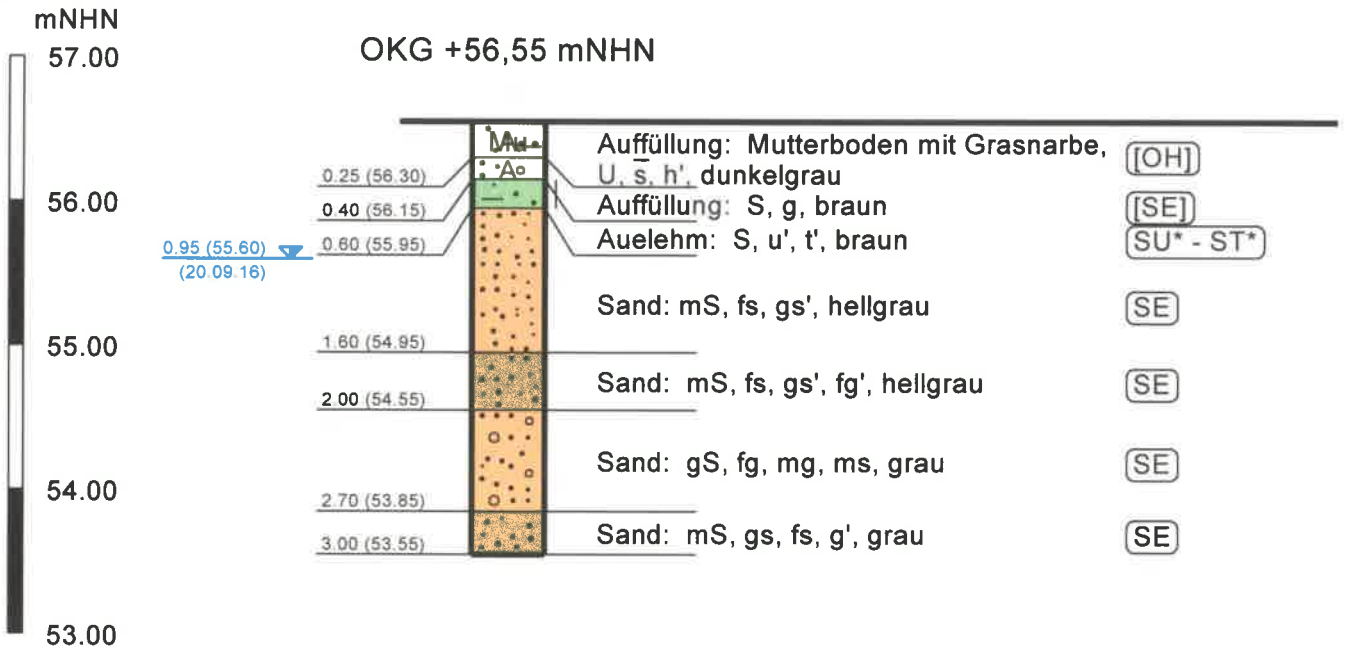 mNHN
57.00
OKG +56,55 mNHN
Mu
A
Auffüllung: Mutterboden mit Grasnarbe,
U, s̅, h', dunkelgrau
[OH]
0.25 (56.30)
56.00
0.40 (56.15)
Auffüllung: S, g, braun
[SE]
0.95 (55.60)
(20.09.16)
0.60 (55.95)
Auelehm: S, u', t', braun
SU* - ST*
Sand: mS, fs, gs', hellgrau
SE
55.00
1.60 (54.95)
Sand: mS, fs, gs', fg', hellgrau
SE
2.00 (54.55)
Sand: gS, fg, mg, ms, grau
SE
54.00
2.70 (53.85)
Sand: mS, gs, fs, g', grau
SE
3.00 (53.55)
53.00